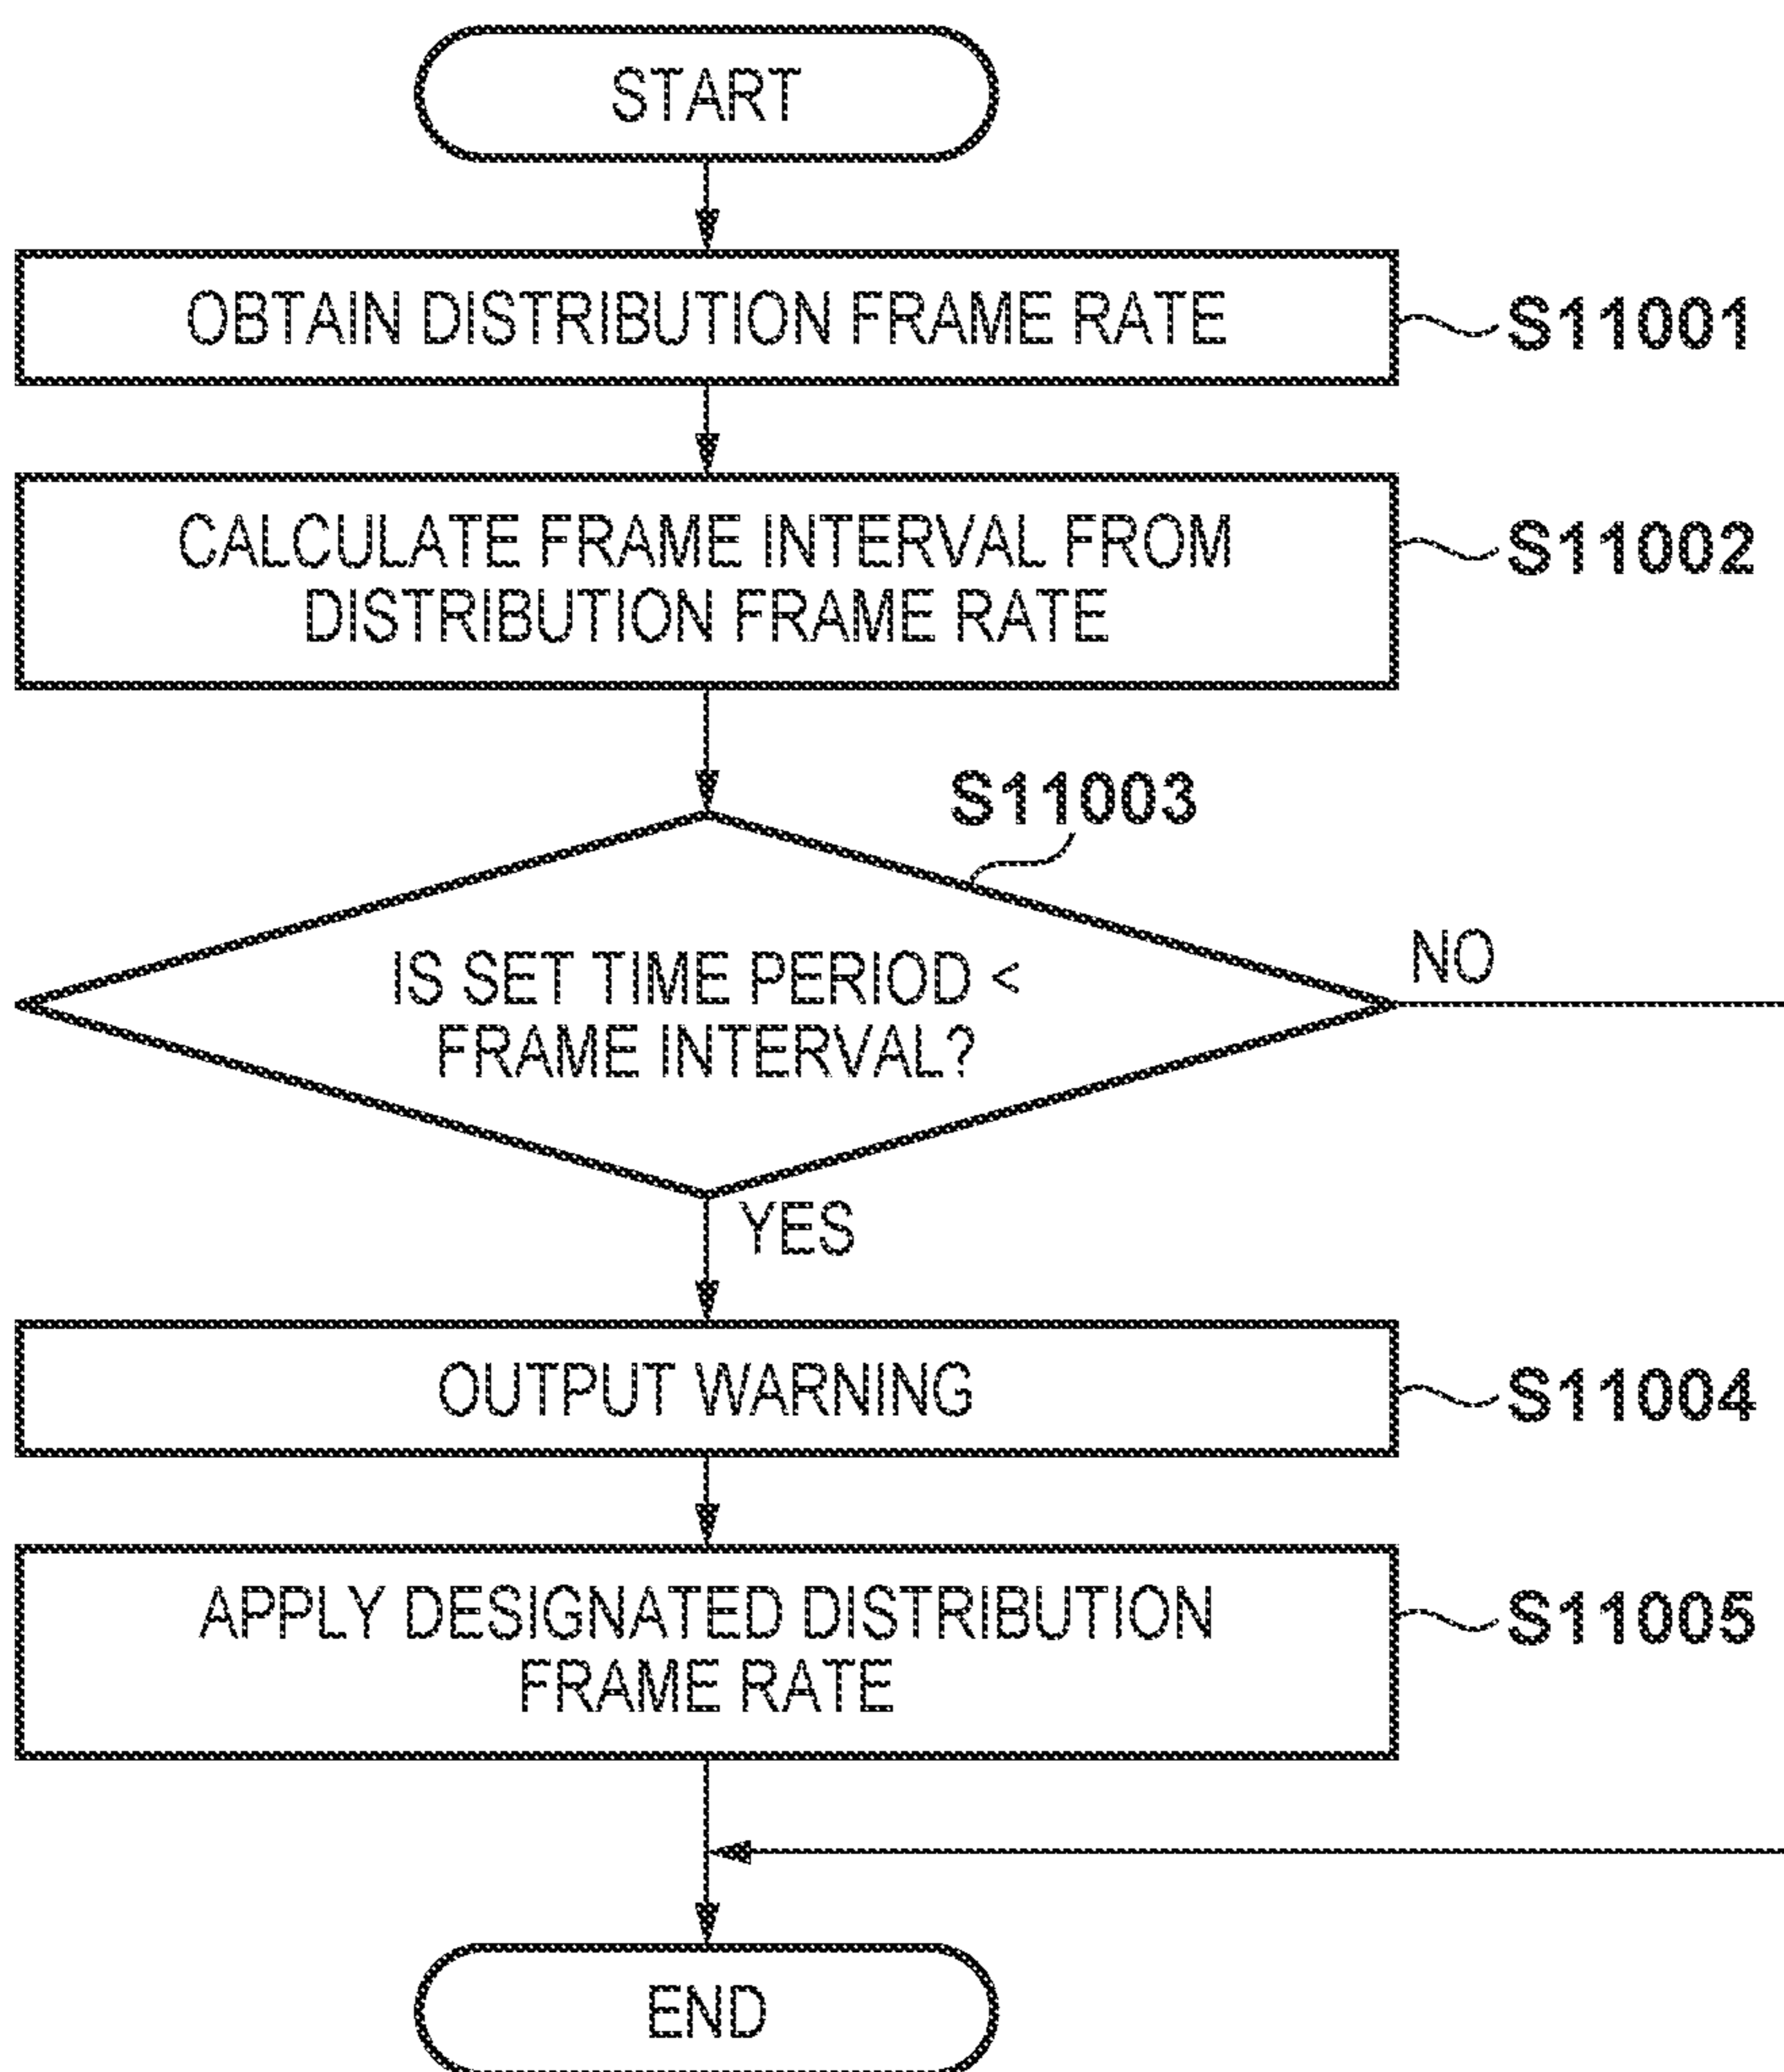 START
OBTAIN DISTRIBUTION FRAME RATE
S11001
CALCULATE FRAME INTERVAL FROM
DISTRIBUTION FRAME RATE
S11002
S11003
IS SET TIME PERIOD <
FRAME INTERVAL?
NO
YES
OUTPUT WARNING
S11004
APPLY DESIGNATED DISTRIBUTION
FRAME RATE
S11005
END